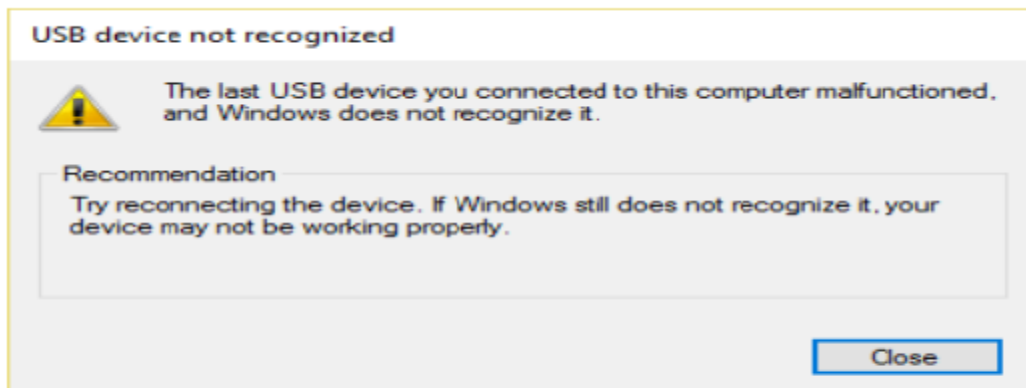 USB device not recognized
The last USB device you connected to this computer malfunctioned,
and Windows does not recognize it.
Recommendation
Try reconnecting the device. If Windows still does not recognize it, your
device may not be working properly.
Close